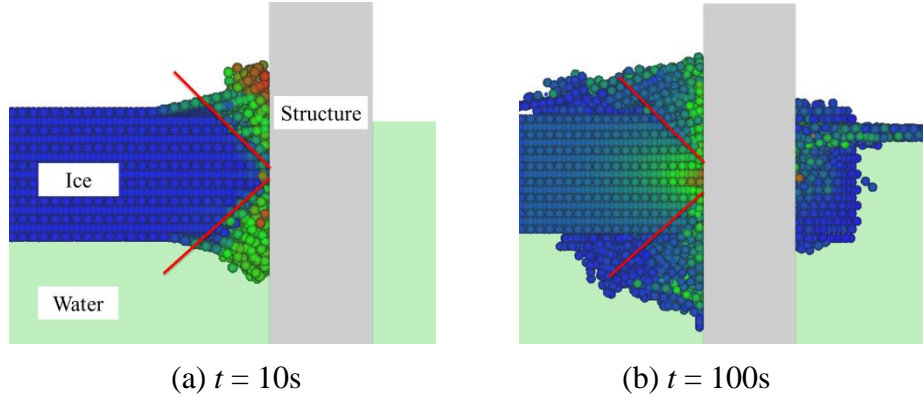 Structure
Ice
Water
(a) t = 10s
(b) t = 100s